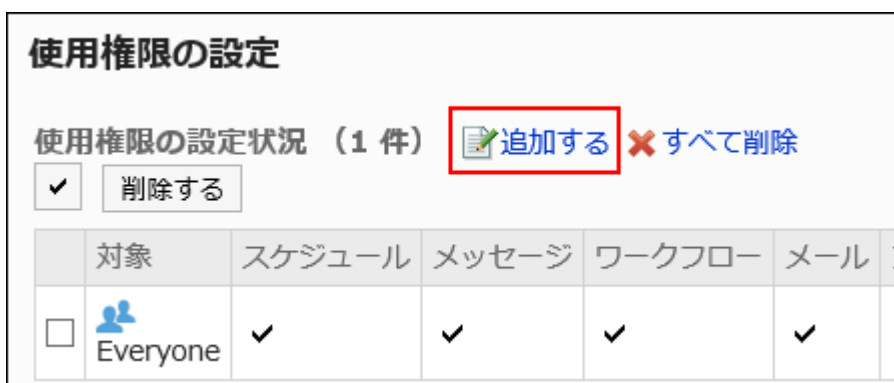 使用権限の設定
使用権限の設定状況 （1 件） 追加する すべて削除
削除する
対象 スケジュール メッセージ ワークフロー メール
Everyone